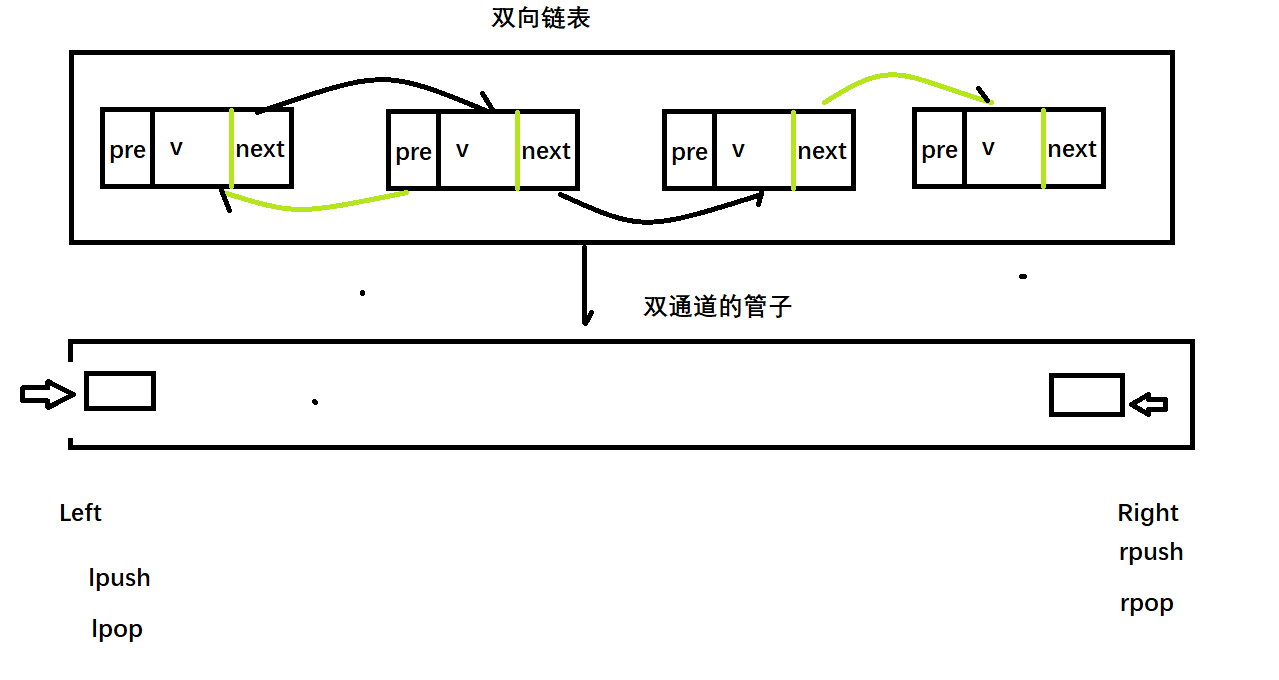 双向链表
pre v next pre v next pre v next pre v next
双通道的管子
Left Right
rpush
lpush
rpop
lpop